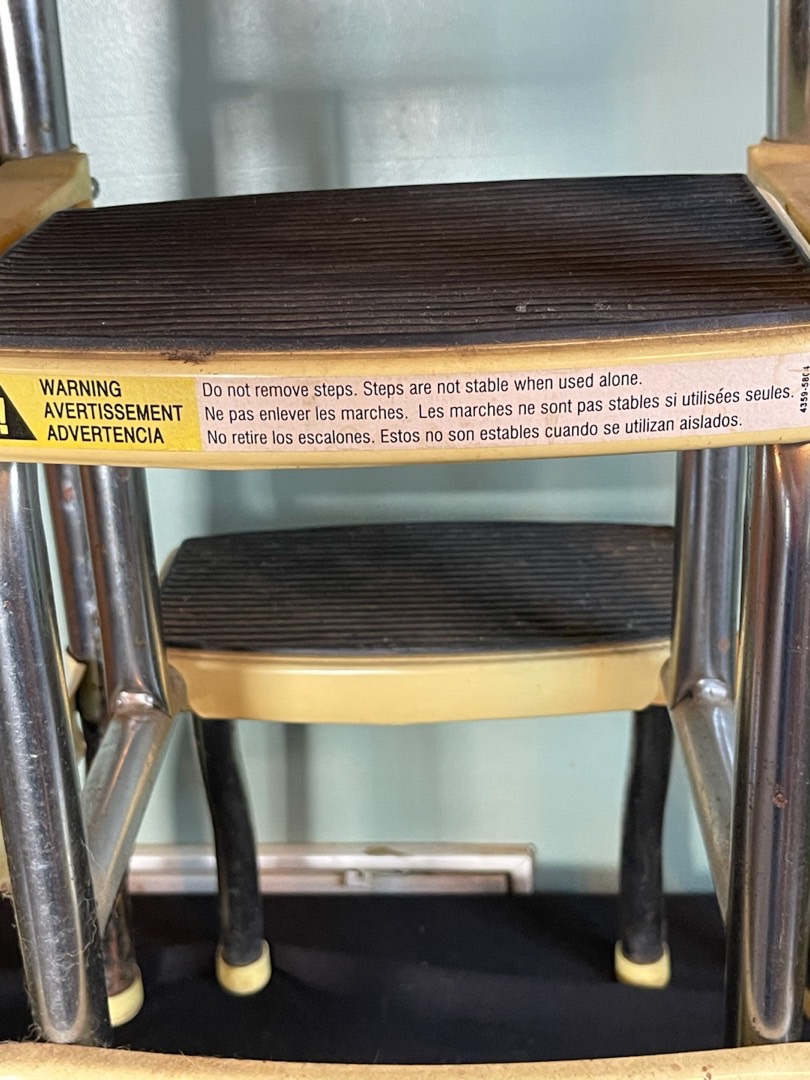 WARNING
AVERTISSEMENT
ADVERTENCIA
Do not remove steps. Steps are not stable when used alone.
Ne pas enlever les marches. Les marches ne sont pas stables si utilisées seules.
No retire los escalones. Estos no son estables cuando se utilizan aislados.
4359-58C4